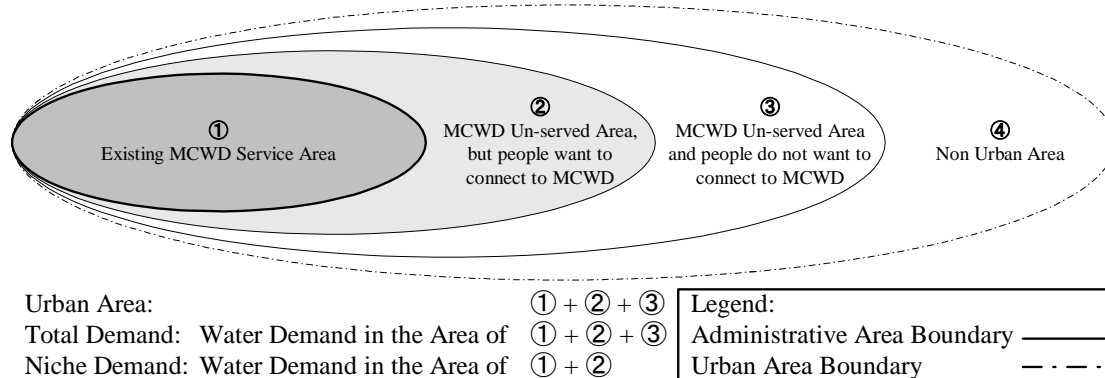 ①
Existing MCWD Service Area
②
MCWD Un-served Area,
but people want to
connect to MCWD
③
MCWD Un-served Area
and people do not want to
connect to MCWD
④
Non Urban Area
Urban Area: ① + ② + ③
Total Demand: Water Demand in the Area of ① + ② + ③
Niche Demand: Water Demand in the Area of ① + ②
Legend:
Administrative Area Boundary
Urban Area Boundary